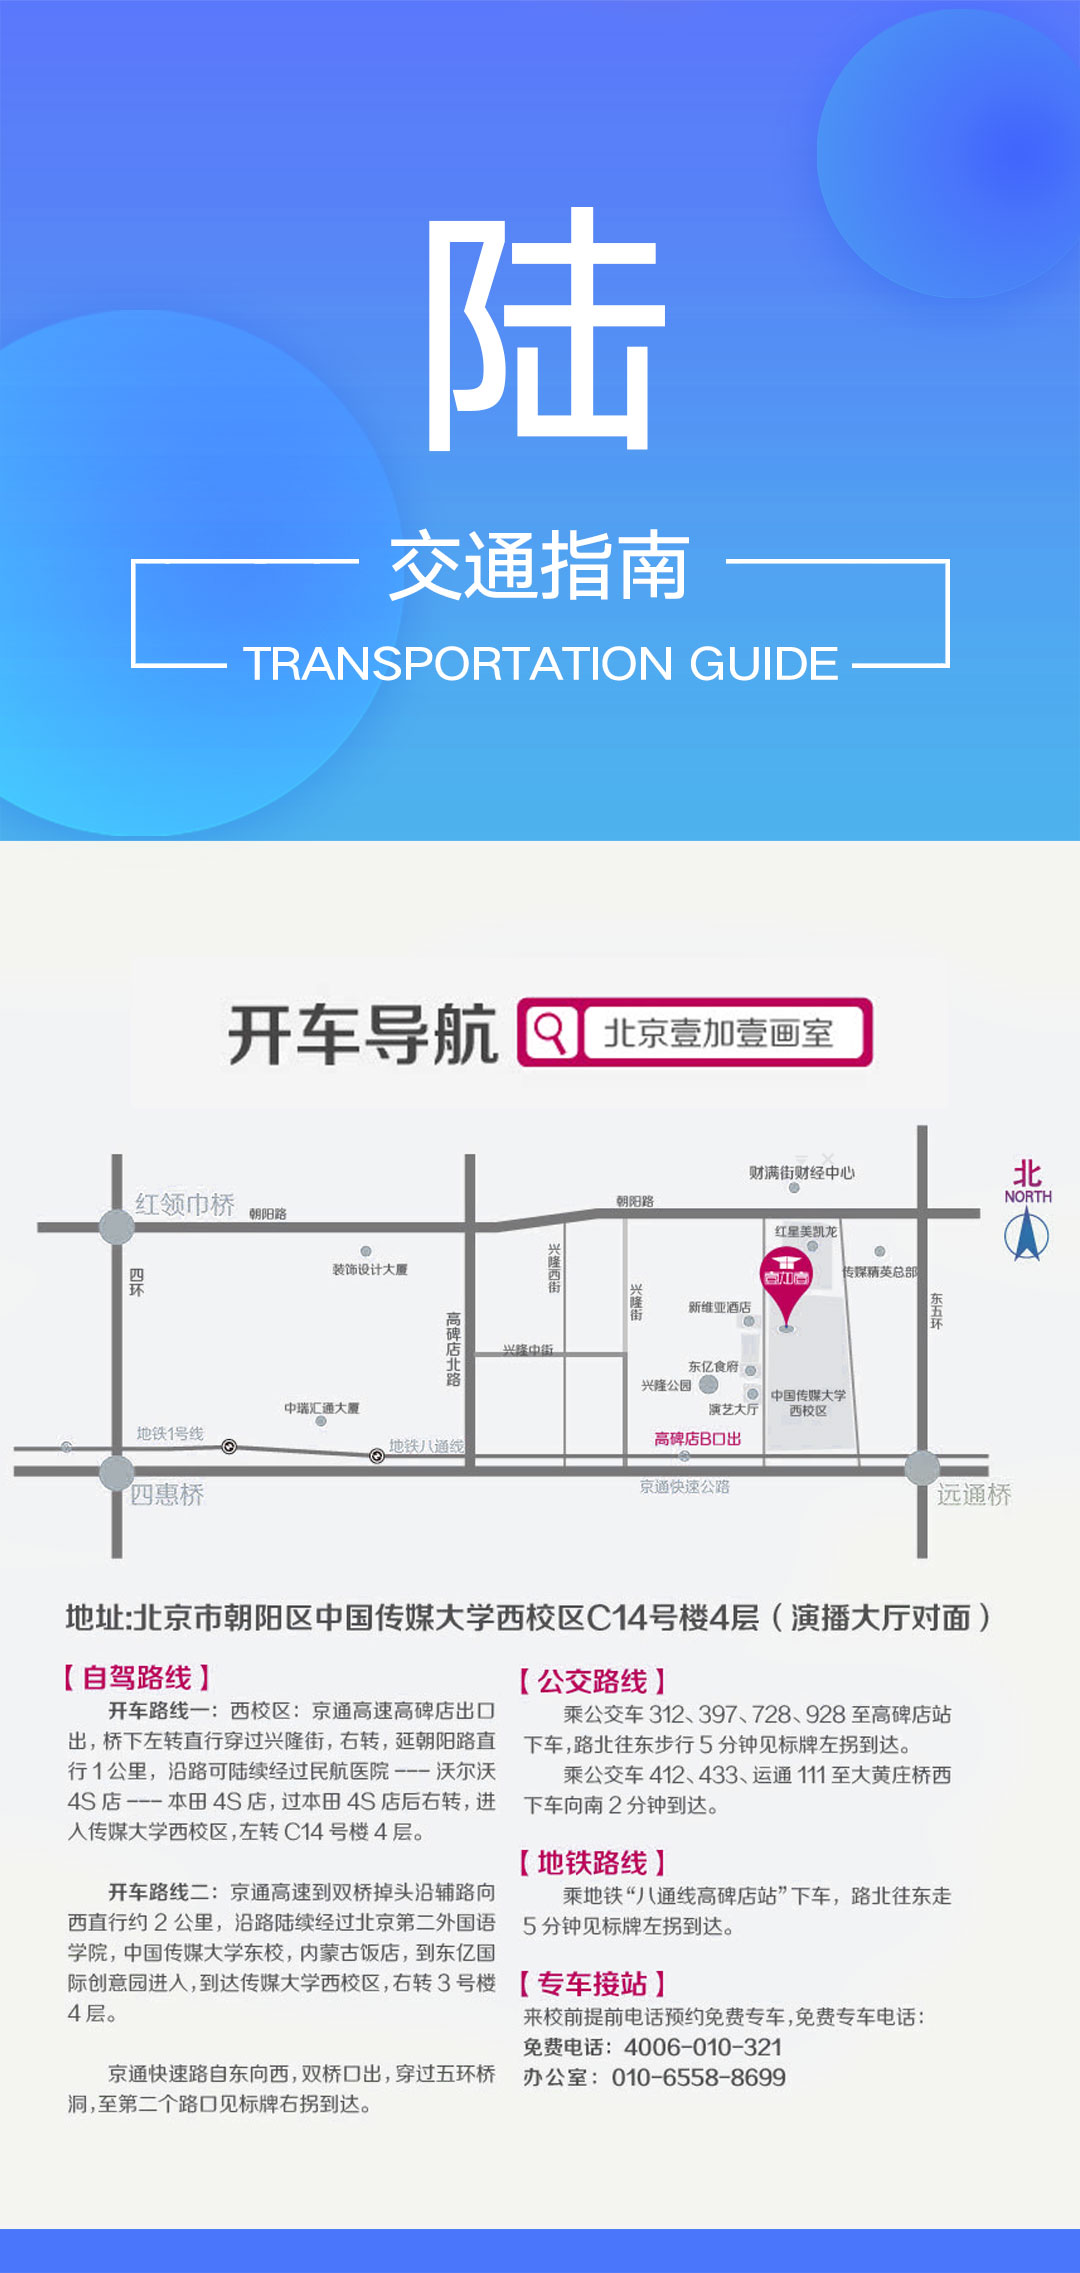 陆
交通指南
TRANSPORTATION GUIDE
开车导航 北京壹加壹画室
财满街财经中心
北
NORTH
红领巾桥
朝阳路
朝阳路
红星美凯龙
四环
装饰设计大厦
兴隆西街
壹加壹
传媒精英总部
兴隆街
新维亚酒店
东五环
高碑店北路
兴隆中街
东亿食府
兴隆公园
中国传媒大学
西校区
演艺大厅
中瑞汇通大厦
地铁1号线
地铁八通线
高碑店B口出
四惠桥
京通快速公路
远通桥
地址:北京市朝阳区中国传媒大学西校区C14号楼4层（演播大厅对面）
【自驾路线】
开车路线一：西校区：京通高速高碑店出口
出，桥下左转直行穿过兴隆街，右转，延朝阳路直
行1公里，沿路可陆续经过民航医院---沃尔沃
4S店---本田4S店，过本田4S店后右转，进
入传媒大学西校区，左转C14号楼4层。
开车路线二：京通高速到双桥掉头沿辅路向
西直行约2公里，沿路陆续经过北京第二外国语
学院，中国传媒大学东校，内蒙古饭店，到东亿国
际创意园进入，到达传媒大学西校区，右转3号楼
4层。
京通快速路自东向西，双桥口出，穿过五环桥
洞，至第二个路口见标牌右拐到达。
【公交路线】
乘公交车312、397、728、928至高碑店站
下车，路北往东步行5分钟见标牌左拐到达。
乘公交车412、433、运通111至大黄庄桥西
下车向南2分钟到达。
【地铁路线】
乘地铁“八通线高碑店站”下车，路北往东走
5分钟见标牌左拐到达。
【专车接站】
来校前提前电话预约免费专车，免费专车电话：
免费电话：4006-010-321
办公室：010-6558-8699